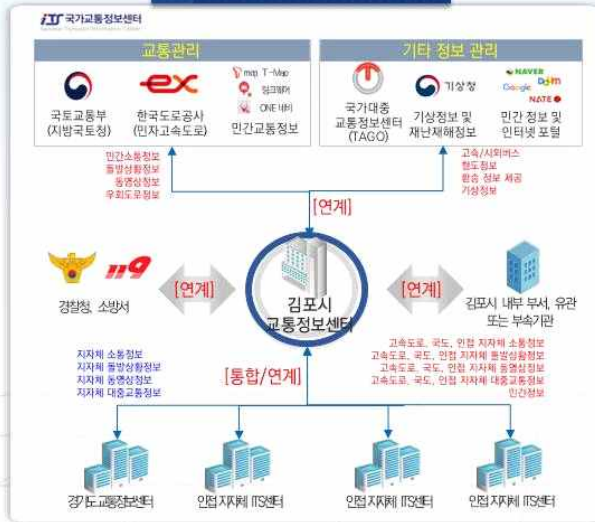 iTS 국가교통정보센터
교통관리
국토교통부
(지방국토청)
ex
한국도로공사
(민자고속도로)
map T-Map
링크웨어
ONE 내비
민간교통정보
기타 정보 관리
국가대중
교통정보센터
(TAGO)
기상청
기상정보 및
재난재해정보
NAVER
Daum
Google
NATE
민간 정보 및
인터넷 포털
민간소통정보
돌발상황정보
동영상정보
우회도로정보
고속/시외버스
철도정보
환승 정보 제공
기상정보
[연계]
119
경찰청, 소방서
[연계]
김포시
교통정보센터
[연계]
김포시 내부 부서, 유관
또는 부속기관
지자체 소통정보
지자체 돌발상황정보
지자체 동영상정보
지자체 대중교통정보
[통합/연계]
고속도로, 국도, 인접 지자체 소통정보
고속도로, 국도, 인접 지자체 돌발상황정보
고속도로, 국도, 인접 지자체 동영상정보
고속도로, 국도, 인접 지자체 대중교통정보
민간정보
경기도교통정보센터
인접 지자체 ITS센터
인접 지자체 ITS센터
인접 지자체 ITS센터